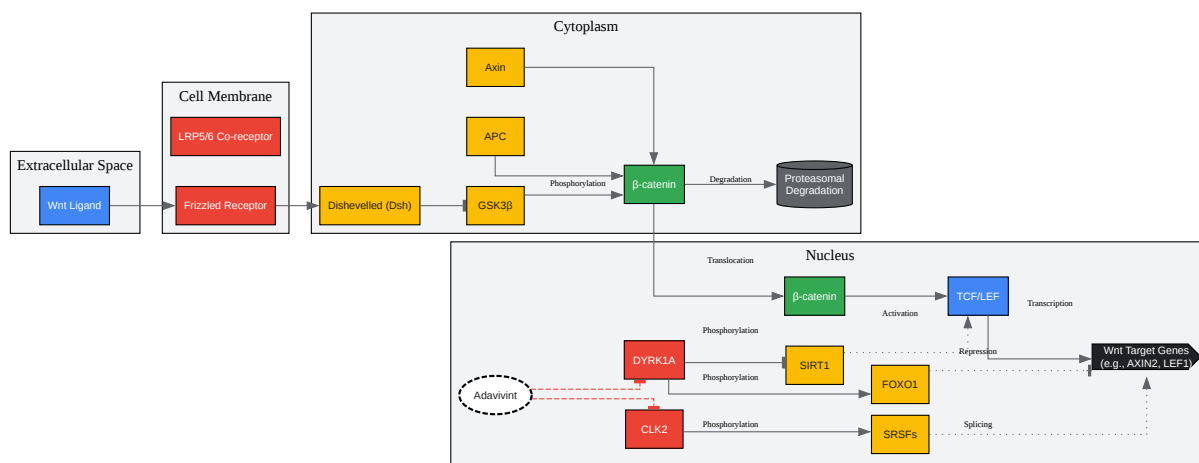 Cytoplasm
Axin
Cell Membrane
LRP5/6 Co-receptor
APC
Extracellular Space
Phosphorylation
β-catenin
Degradation
Proteasomal
Degradation
Wnt Ligand
Frizzled Receptor
Dishevelled (Dsh)
GSK3β
Nucleus
Translocation
β-catenin
Activation
TCF/LEF
Transcription
Phosphorylation
DYRK1A
SIRT1
Repression
Wnt Target Genes
(e.g., AXIN2, LEF1)
Phosphorylation
FOXO1
Adavivint
CLK2
Phosphorylation
SRSFs
Splicing